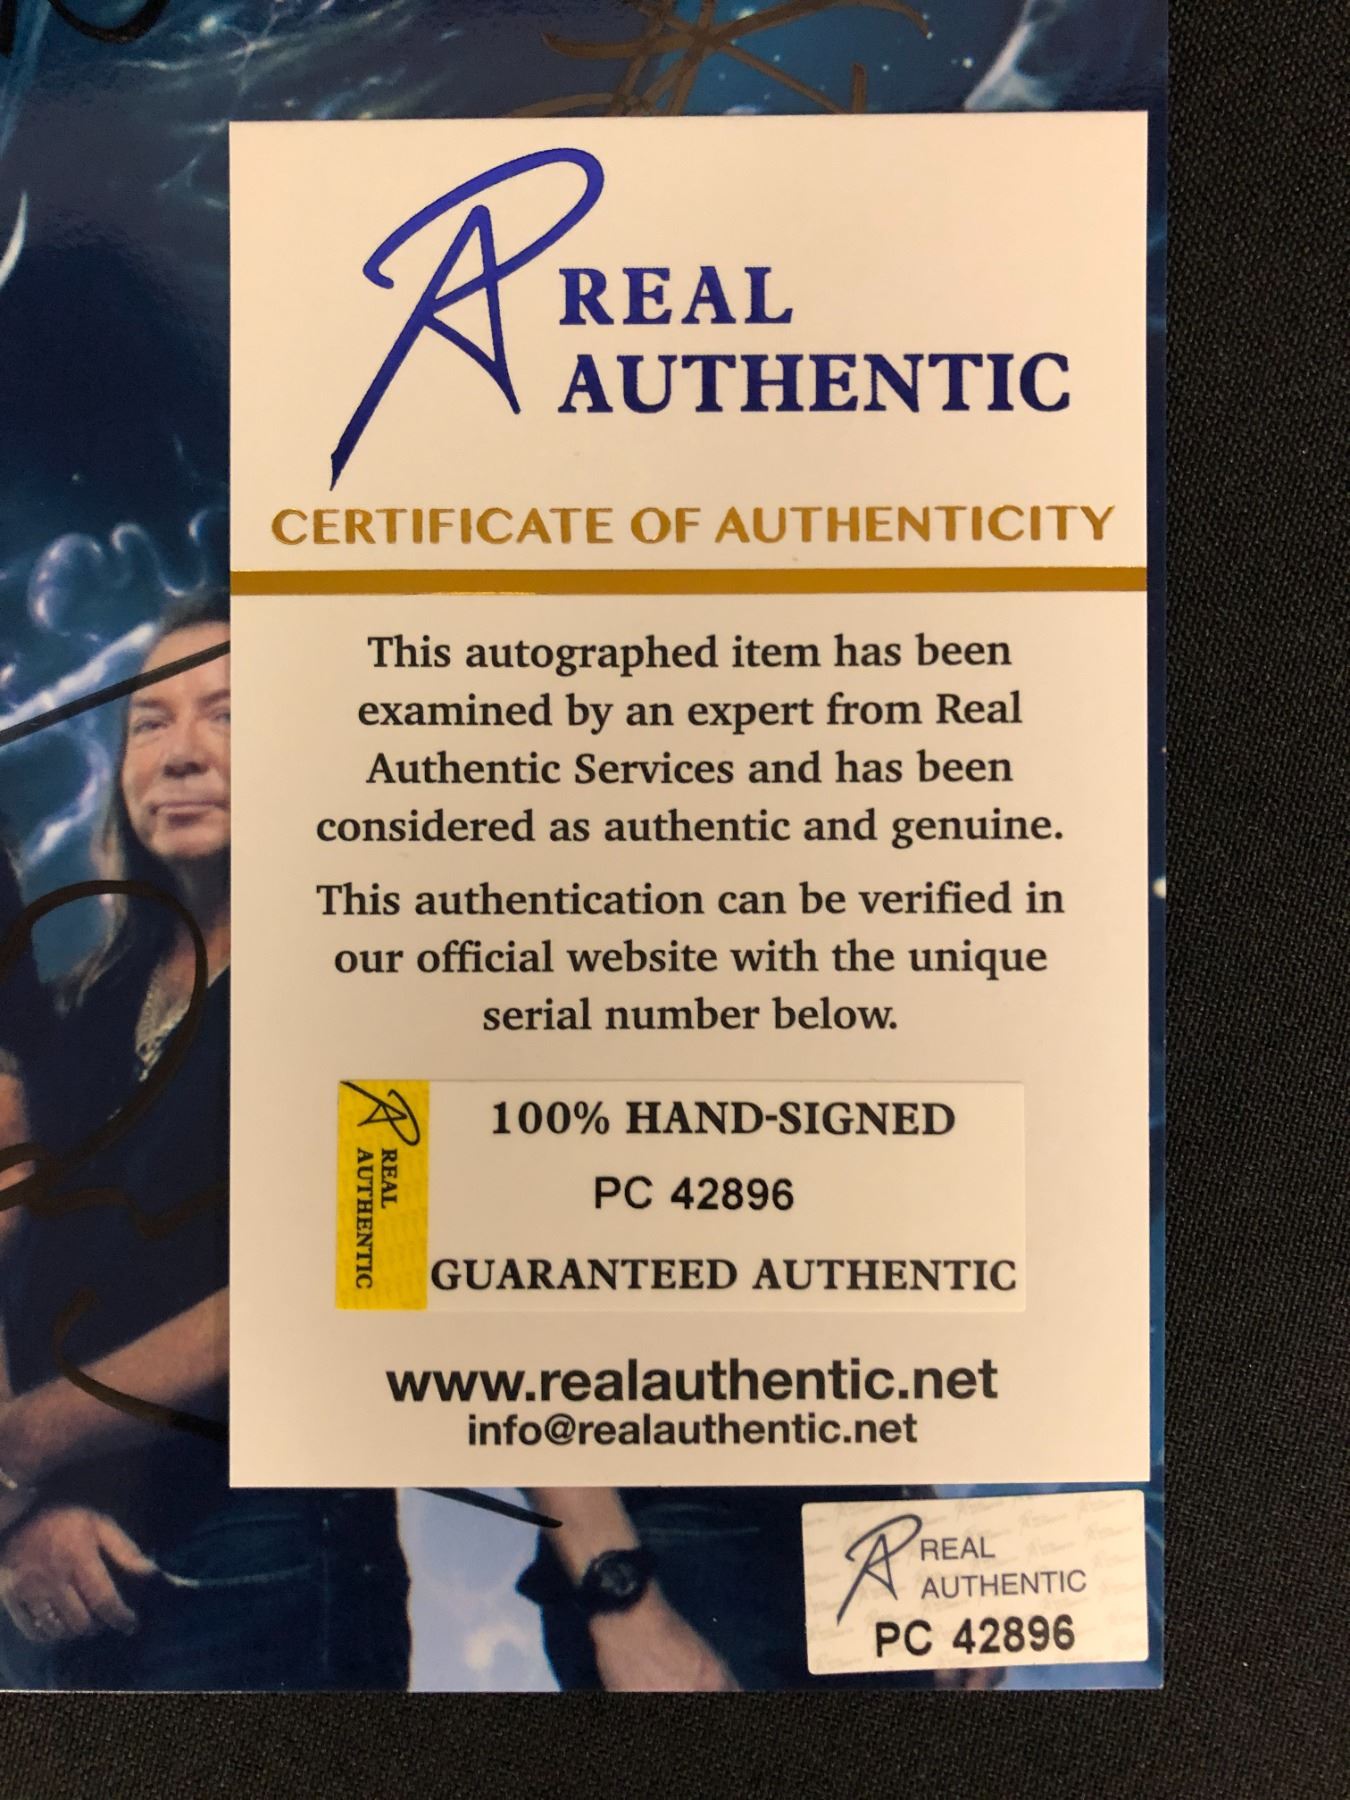 REAL
AUTHENTIC
CERTIFICATE OF AUTHENTICITY
This autographed item has been
examined by an expert from Real
Authentic Services and has been
considered as authentic and genuine.
This authentication can be verified in
our official website with the unique
serial number below.
REAL
AUTHENTIC
100% HAND-SIGNED
PC 42896
GUARANTEED AUTHENTIC
www.realauthentic.net
info@realauthentic.net
REAL
AUTHENTIC
PC 42896